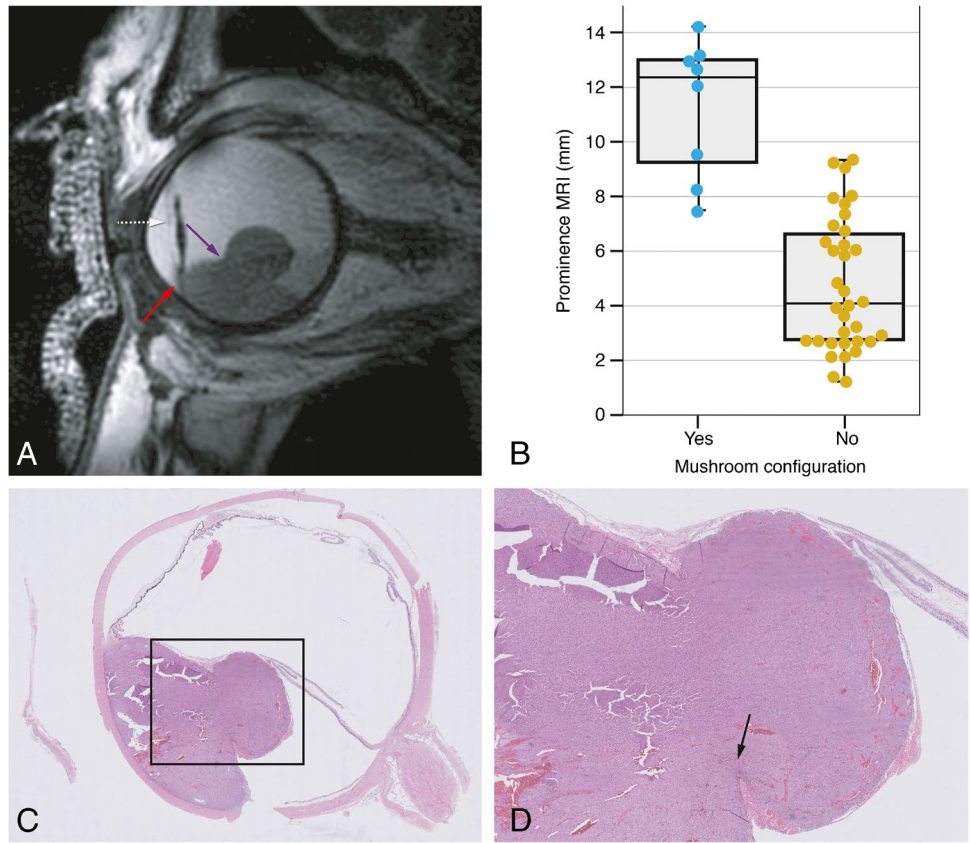 A
Prominence MRI (mm)
14
12
10
8
6
4
2
0
Yes
No
Mushroom configuration
B
C
D